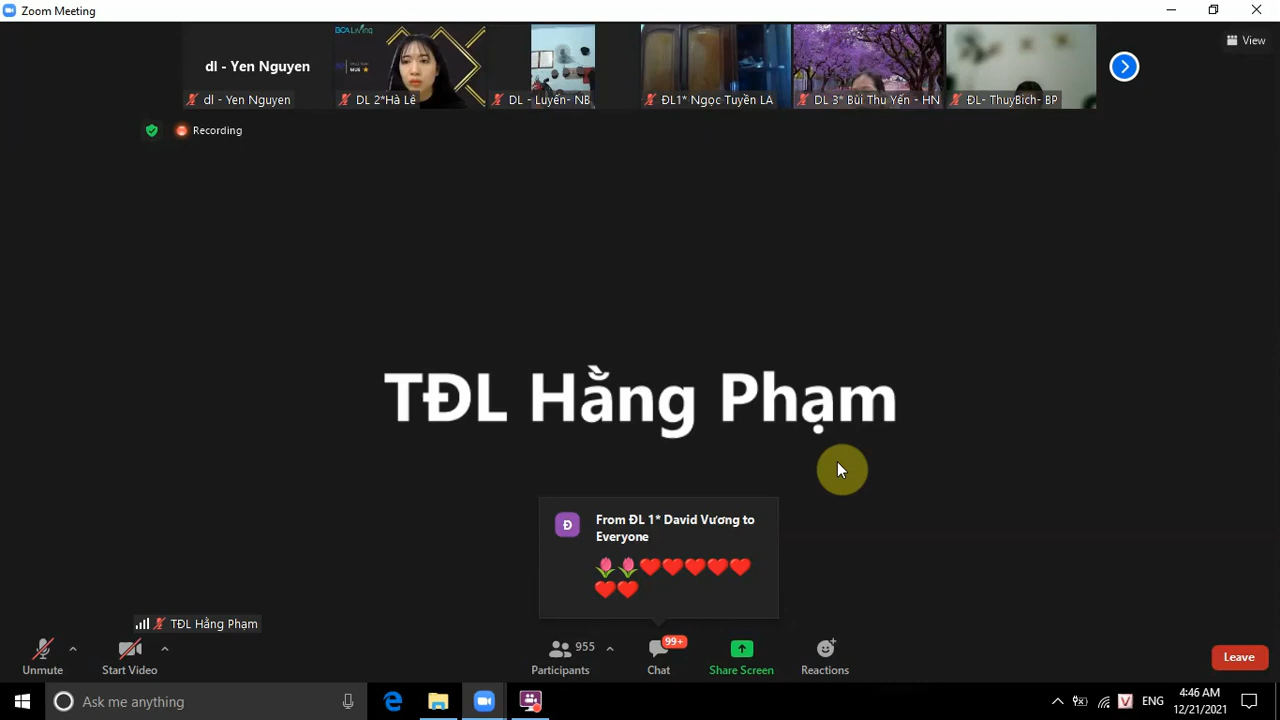 Zoom Meeting
View
dl - Yen Nguyen
dl - Yen Nguyen
BCA Living
DL 2*Hà Lê
DL - Luyến- NB
ĐL1* Ngọc Tuyền LA
DL 3* Bùi Thu Yến - HN
ĐL- ThuyBich- BP
Recording
TĐL Hằng Phạm
Đ
From ĐL 1* David Vương to
Everyone
🌷🌷❤️❤️❤️❤️❤️
❤️❤️
TĐL Hằng Phạm
Unmute
Start Video
955
Participants
99+
Chat
Share Screen
Reactions
Leave
Ask me anything
V
ENG
4:46 AM
12/21/2021